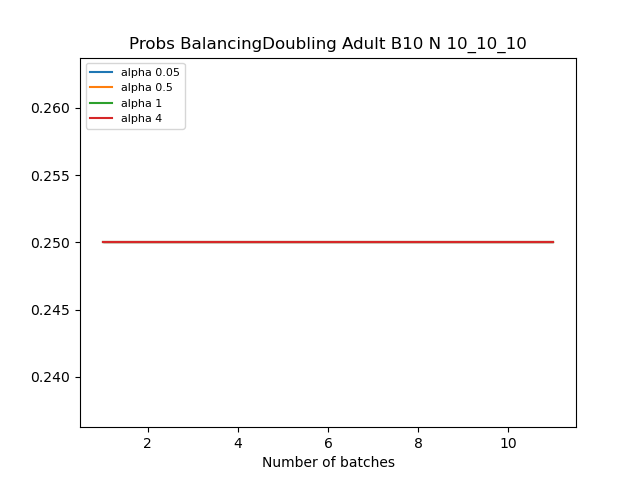 Probs BalancingDoubling Adult B10 N 10_10_10
alpha 0.05
alpha 0.5
alpha 1
alpha 4
0.260
0.255
0.250
0.245
0.240
2 4 6 8 10
Number of batches